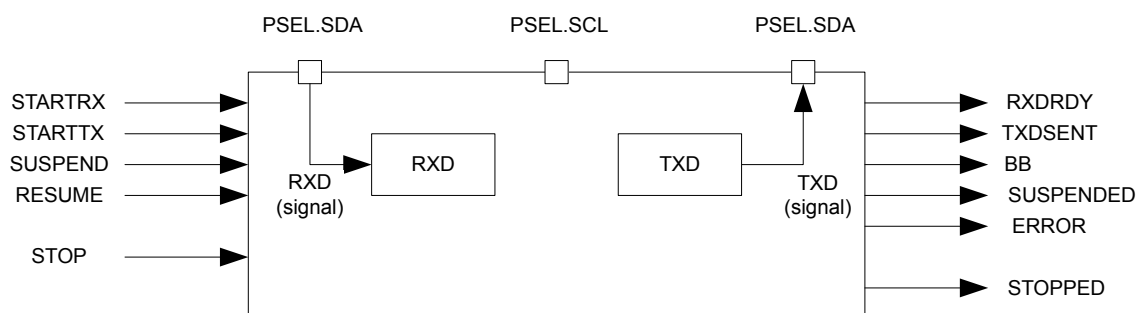 PSEL.SDA
PSEL.SCL
PSEL.SDA
STARTRX
STARTTX
SUSPEND
RESUME
STOP
RXD
(signal)
RXD
TXD
TXD
(signal)
RXDRDY
TXDSENT
BB
SUSPENDED
ERROR
STOPPED